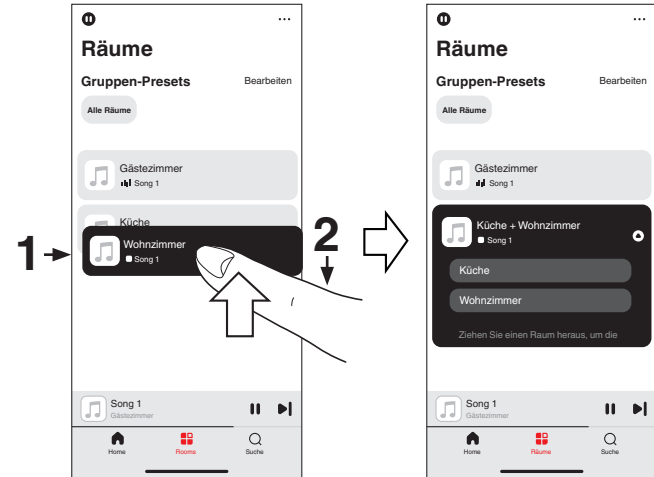 Räume
Gruppen-Presets Bearbeiten
Alle Räume
Gästezimmer
Song 1
Küche
Wohnzimmer
Song 1
1
2
Song 1
Gästezimmer
Home Rooms Suche
Räume
Gruppen-Presets Bearbeiten
Alle Räume
Gästezimmer
Song 1
Küche + Wohnzimmer
Song 1
Küche
Wohnzimmer
Ziehen Sie einen Raum heraus, um die
Song 1
Gästezimmer
Home Räume Suche